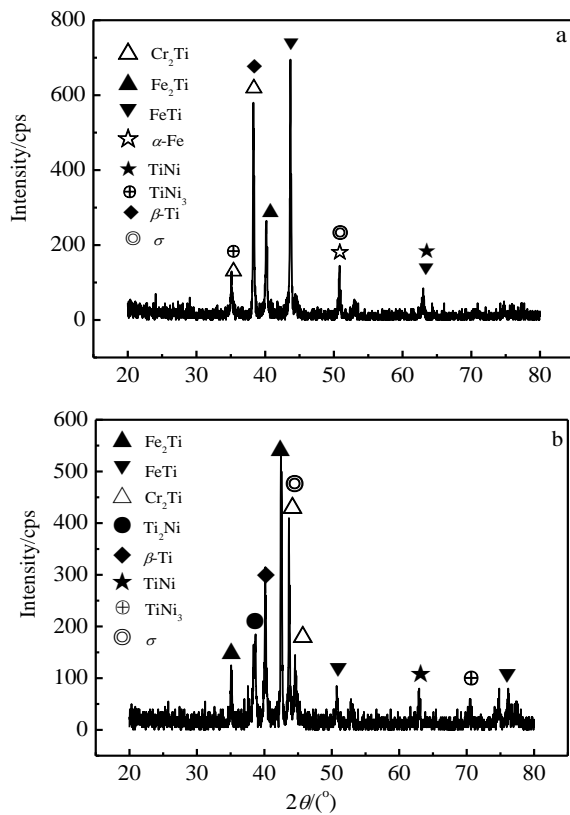 a
800
600
400
200
0
Intensity/cps
Cr₂Ti
Fe₂Ti
FeTi
α-Fe
TiNi
TiNi₃
β-Ti
σ
20 30 40 50 60 70 80
b
600
500
400
300
200
100
0
Intensity/cps
Fe₂Ti
FeTi
Cr₂Ti
Ti₂Ni
β-Ti
TiNi
TiNi₃
σ
20 30 40 50 60 70 80
2θ/(°)